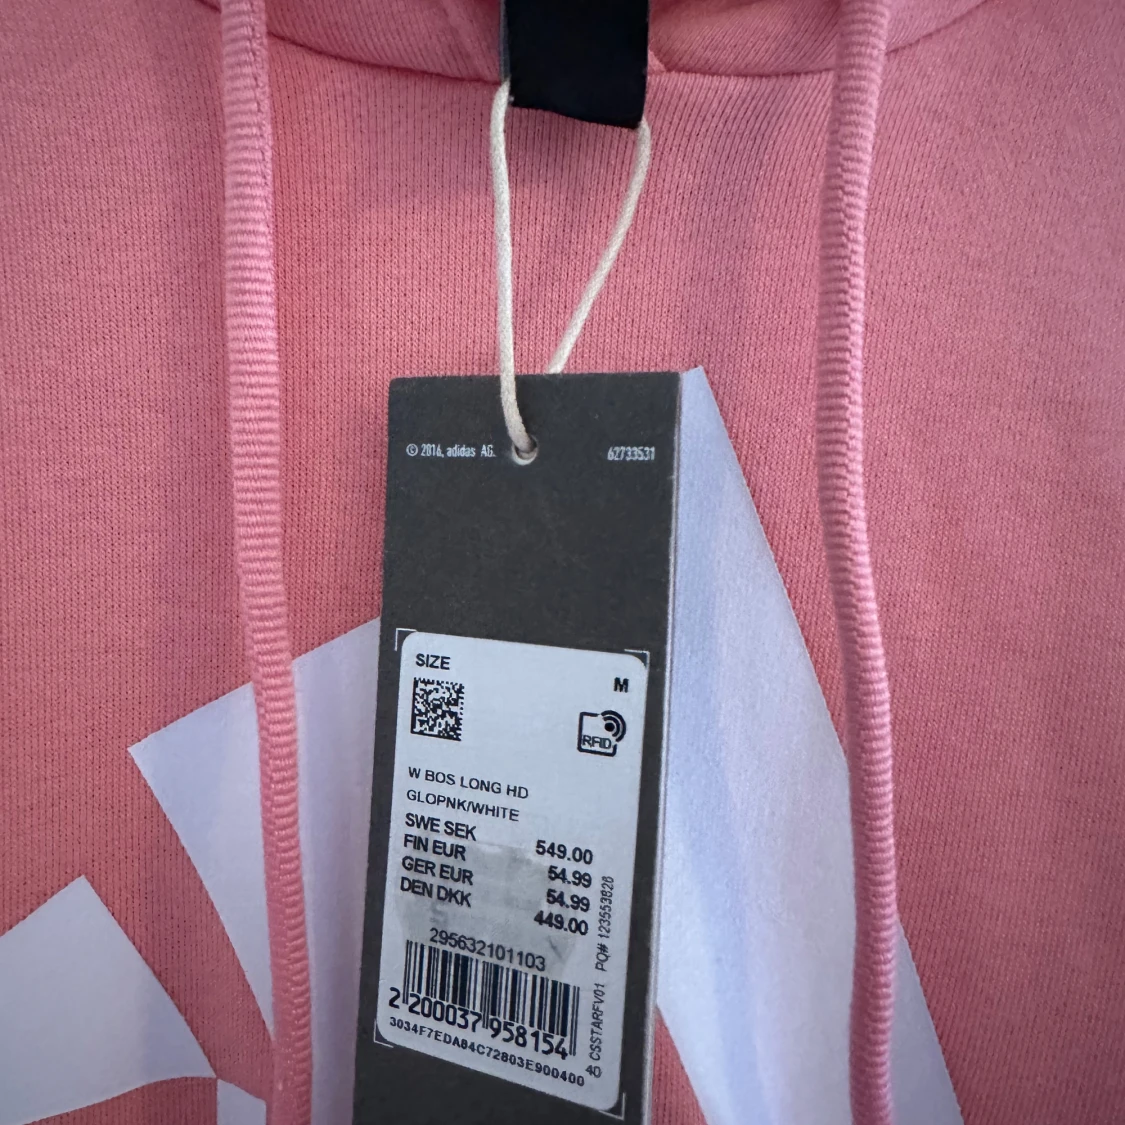 © 2016, adidas AG.
62733531
SIZE
M
RFID
W BOS LONG HD
GLOPNK/WHITE
SWE SEK 549.00
FIN EUR 54.99
GER EUR 54.99
DEN DKK 449.00
295632101103
2 200037 958154
3034F7EDA84C72803E900400
40 CSSTARFV01 PO# 123553826